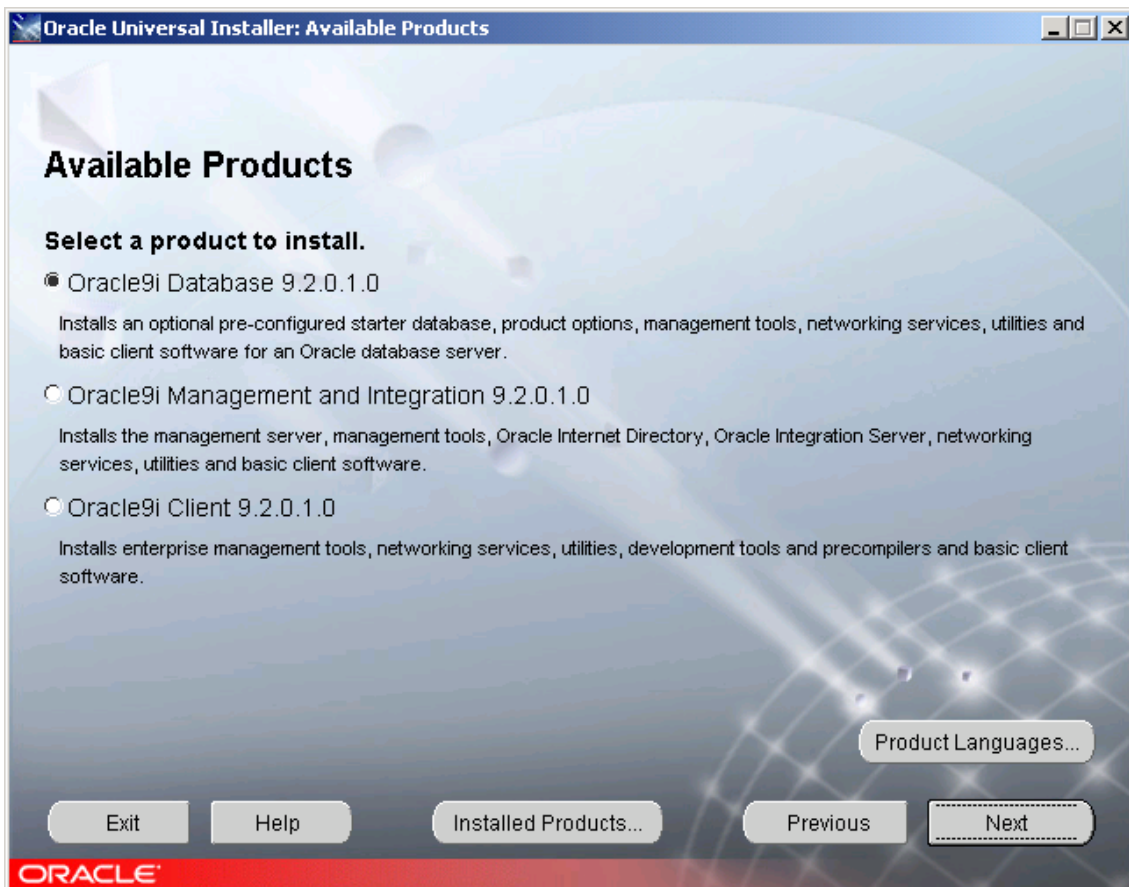 Oracle Universal Installer: Available Products
Available Products
Select a product to install.
Oracle9i Database 9.2.0.1.0
Installs an optional pre-configured starter database, product options, management tools, networking services, utilities and
basic client software for an Oracle database server.
Oracle9i Management and Integration 9.2.0.1.0
Installs the management server, management tools, Oracle Internet Directory, Oracle Integration Server, networking
services, utilities and basic client software.
Oracle9i Client 9.2.0.1.0
Installs enterprise management tools, networking services, utilities, development tools and precompilers and basic client
software.
Product Languages...
Exit Help Installed Products... Previous Next
ORACLE